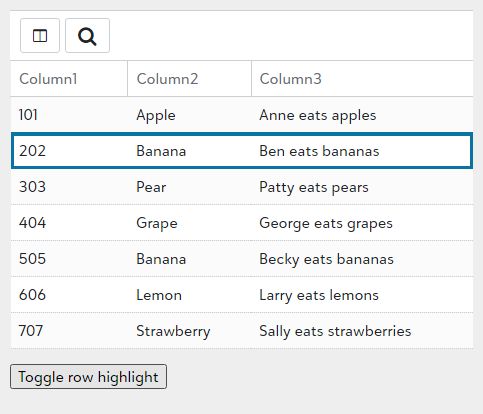 Column1 Column2 Column3
101 Apple Anne eats apples
202 Banana Ben eats bananas
303 Pear Patty eats pears
404 Grape George eats grapes
505 Banana Becky eats bananas
606 Lemon Larry eats lemons
707 Strawberry Sally eats strawberries
Toggle row highlight